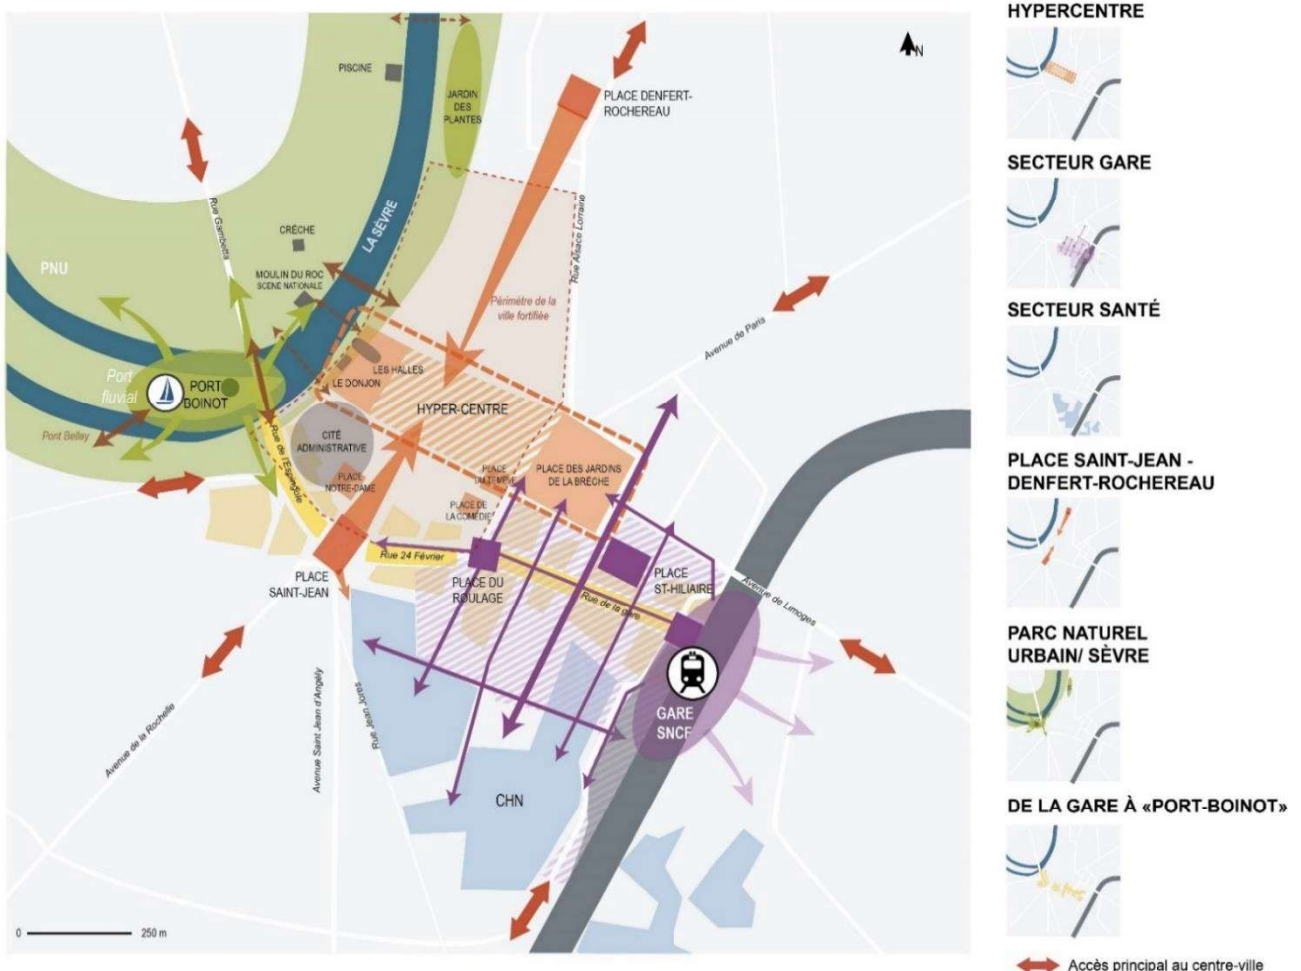 N
PISCINE
JARDIN
DES
PLANTES
PLACE DENFERT-
ROCHEREAU
LA SÈVRE
Rue Gambetta
CRÈCHE
PNU
MOULIN DU ROC
SCENE NATIONALE
Rue Alsace Lorraine
Périmètre de la
ville fortifiée
Avenue de Paris
Port
fluvial
PORT
BOINOT
LES HALLES
LE DONJON
HYPER-CENTRE
Pont Belley
CITÉ
ADMINISTRATIVE
Rue de l'Espingole
PLACE-
NOTRE-DAME
PLACE
DU TEMPLE
PLACE DES JARDINS
DE LA BRÈCHE
PLACE DE
LA COMÉDIE
Rue 24 Février
PLACE
SAINT-JEAN
PLACE DU
ROULAGE
PLACE
ST-HILIAIRE
Rue de la gare
Avenue de Limoges
GARE
SNCF
Avenue de la Rochelle
Avenue Saint Jean d'Angély
Rue Jean Jores
CHN
0 250 m
HYPERCENTRE
SECTEUR GARE
SECTEUR SANTÉ
PLACE SAINT-JEAN -
DENFERT-ROCHEREAU
PARC NATUREL
URBAIN/ SÈVRE
DE LA GARE À «PORT-BOINOT»
Accès principal au centre-ville